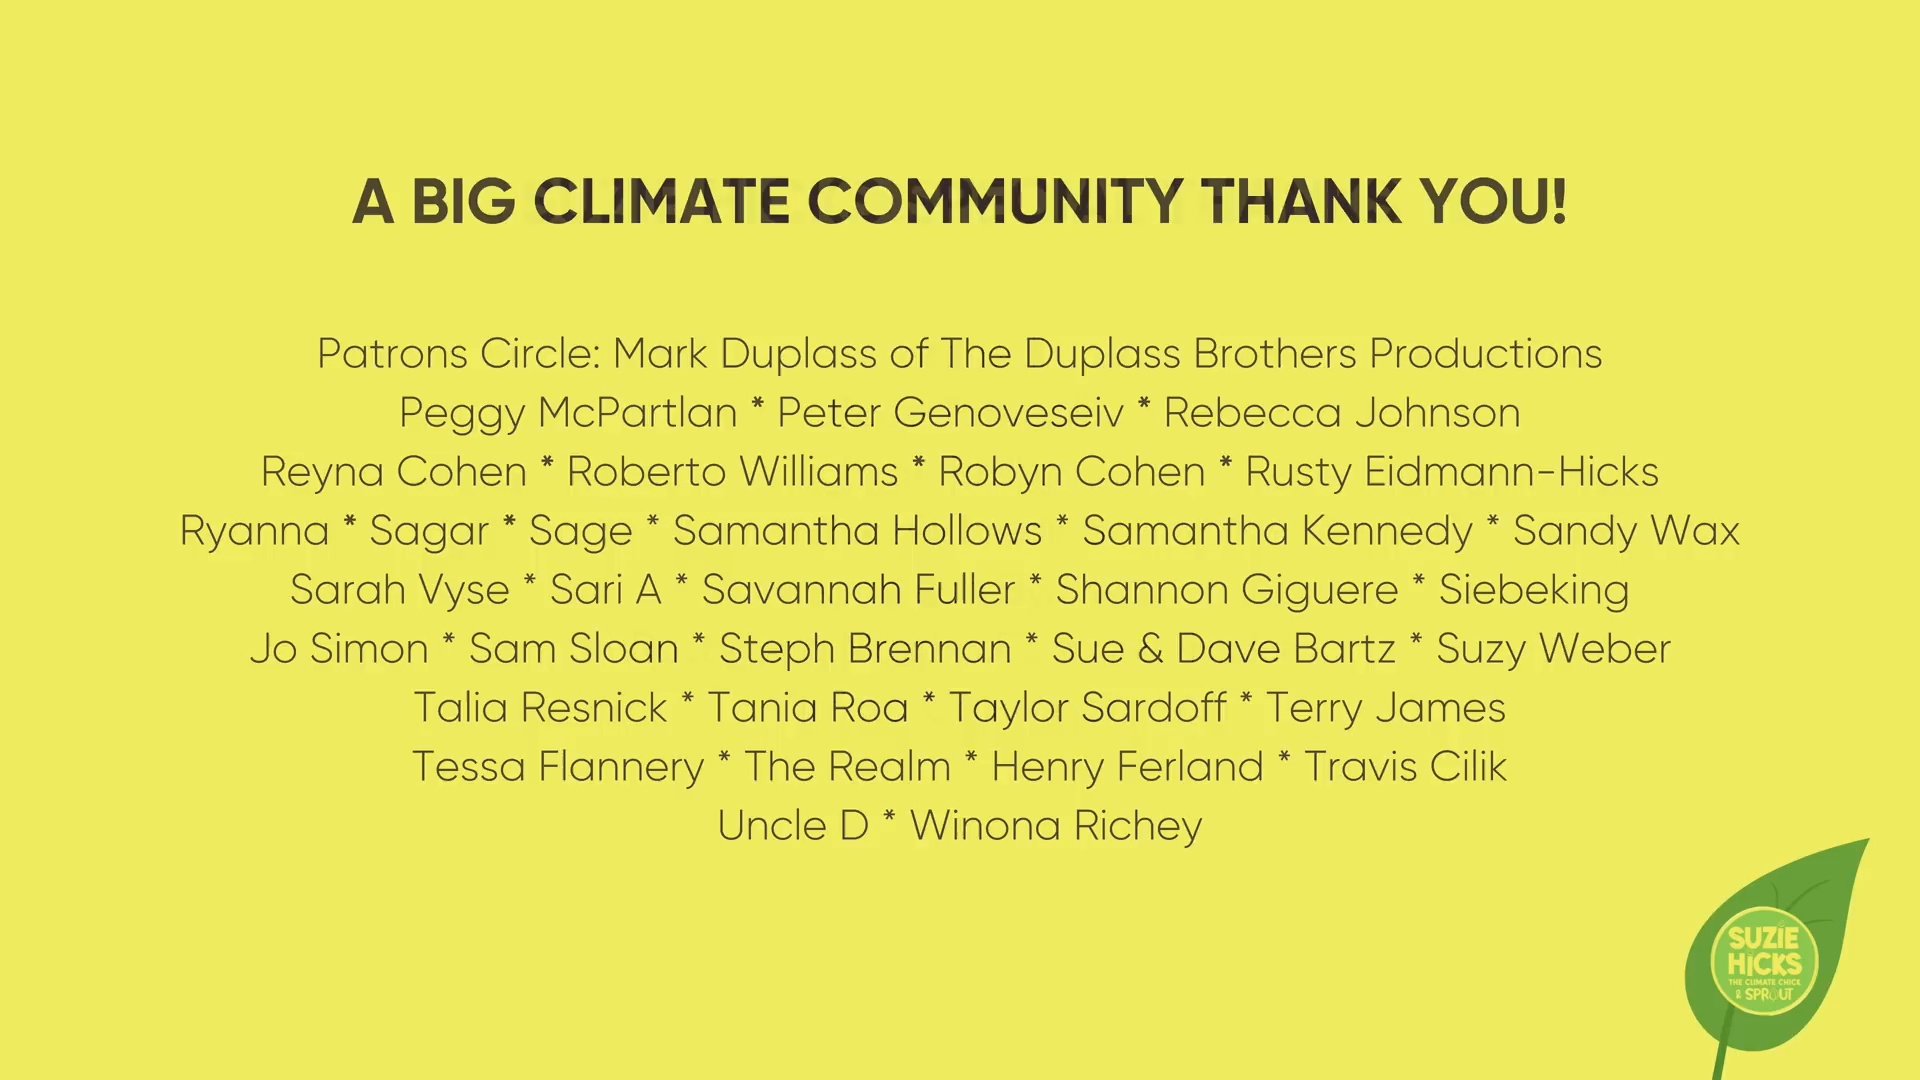 A BIG CLIMATE COMMUNITY THANK YOU!
Patrons Circle: Mark Duplass of The Duplass Brothers Productions
Peggy McPartlan * Peter Genoveseiv * Rebecca Johnson
Reyna Cohen * Roberto Williams * Robyn Cohen * Rusty Eidmann-Hicks
Ryanna * Sagar * Sage * Samantha Hollows * Samantha Kennedy * Sandy Wax
Sarah Vyse * Sari A * Savannah Fuller * Shannon Giguere * Siebeking
Jo Simon * Sam Sloan * Steph Brennan * Sue & Dave Bartz * Suzy Weber
Talia Resnick * Tania Roa * Taylor Sardoff * Terry James
Tessa Flannery * The Realm * Henry Ferland * Travis Cilik
Uncle D * Winona Richey
SUZIE
HICKS
THE CLIMATE CHICK
& SPROUT